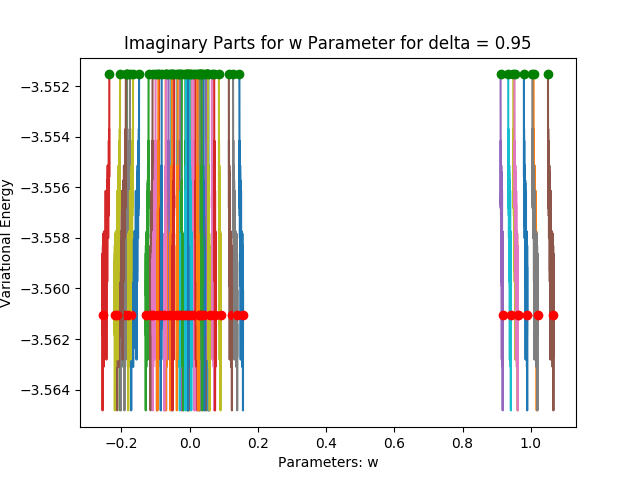 Imaginary Parts for w Parameter for delta = 0.95
−3.552
−3.554
−3.556
−3.558
−3.560
−3.562
−3.564
Variational Energy
−0.2 0.0 0.2 0.4 0.6 0.8 1.0
Parameters: w